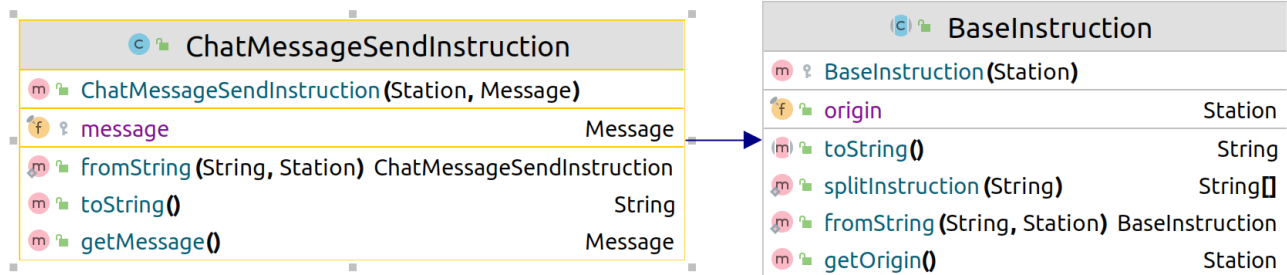 ChatMessageSendInstruction
ChatMessageSendInstruction(Station, Message)
message Message
fromString(String, Station) ChatMessageSendInstruction
toString() String
getMessage() Message
BaseInstruction
BaseInstruction(Station)
origin Station
toString() String
splitInstruction(String) String[]
fromString(String, Station) BaseInstruction
getOrigin() Station